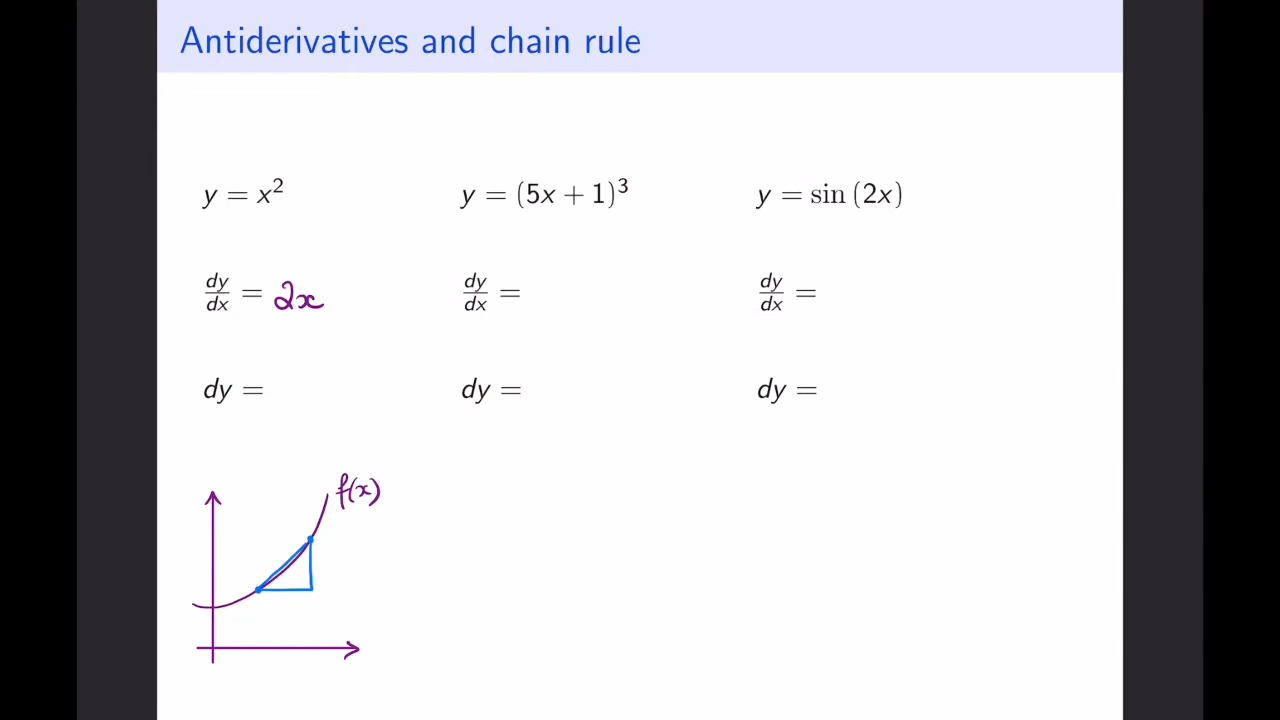 Antiderivatives and chain rule
y = x² y = (5x + 1)³ y = sin (2x)
dy/dx = 2x dy/dx = dy/dx =
dy = dy = dy =
f(x)